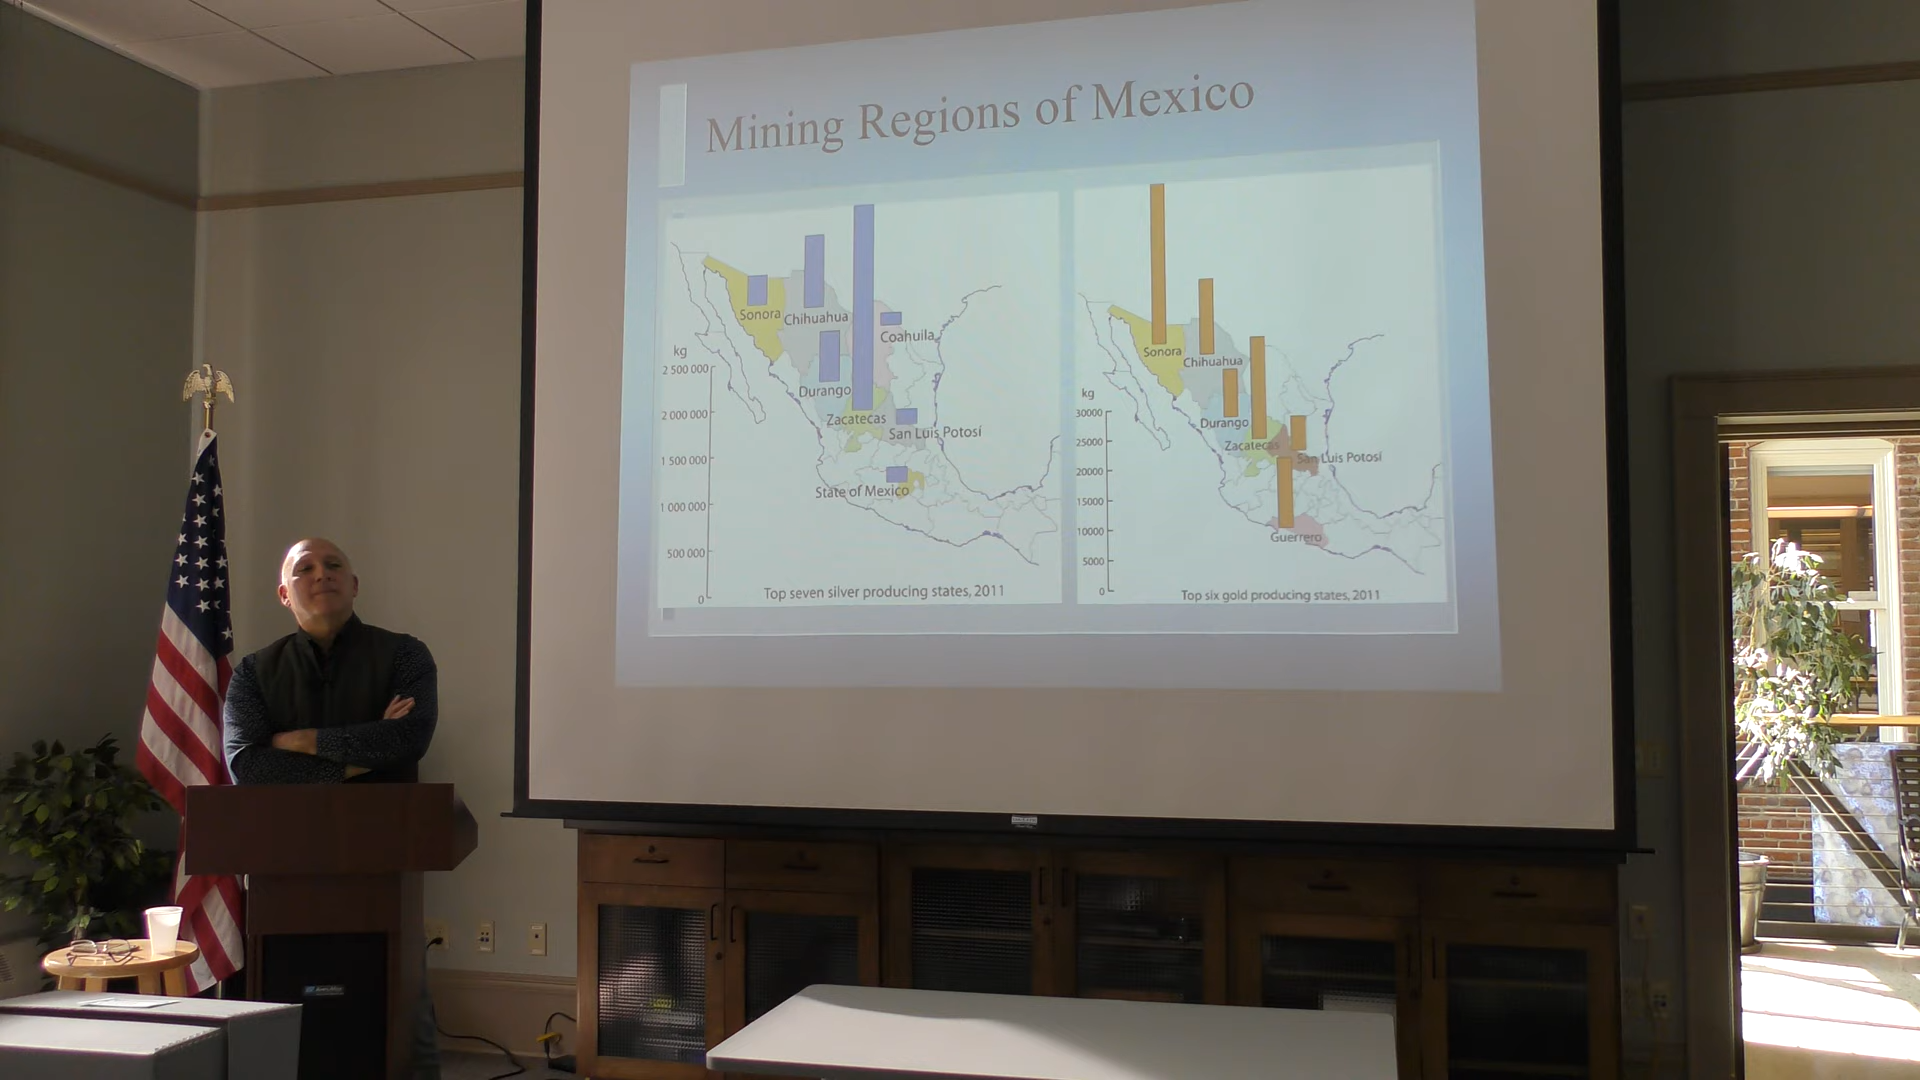 Mining Regions of Mexico
Sonora
Chihuahua
Coahuila
Durango
Zacatecas
San Luis Potosí
State of Mexico
kg
2 500 000
2 000 000
1 500 000
1 000 000
500 000
0
Top seven silver producing states, 2011
Sonora
Chihuahua
Durango
Zacatecas
San Luis Potosí
Guerrero
kg
30000
25000
20000
15000
10000
5000
0
Top six gold producing states, 2011